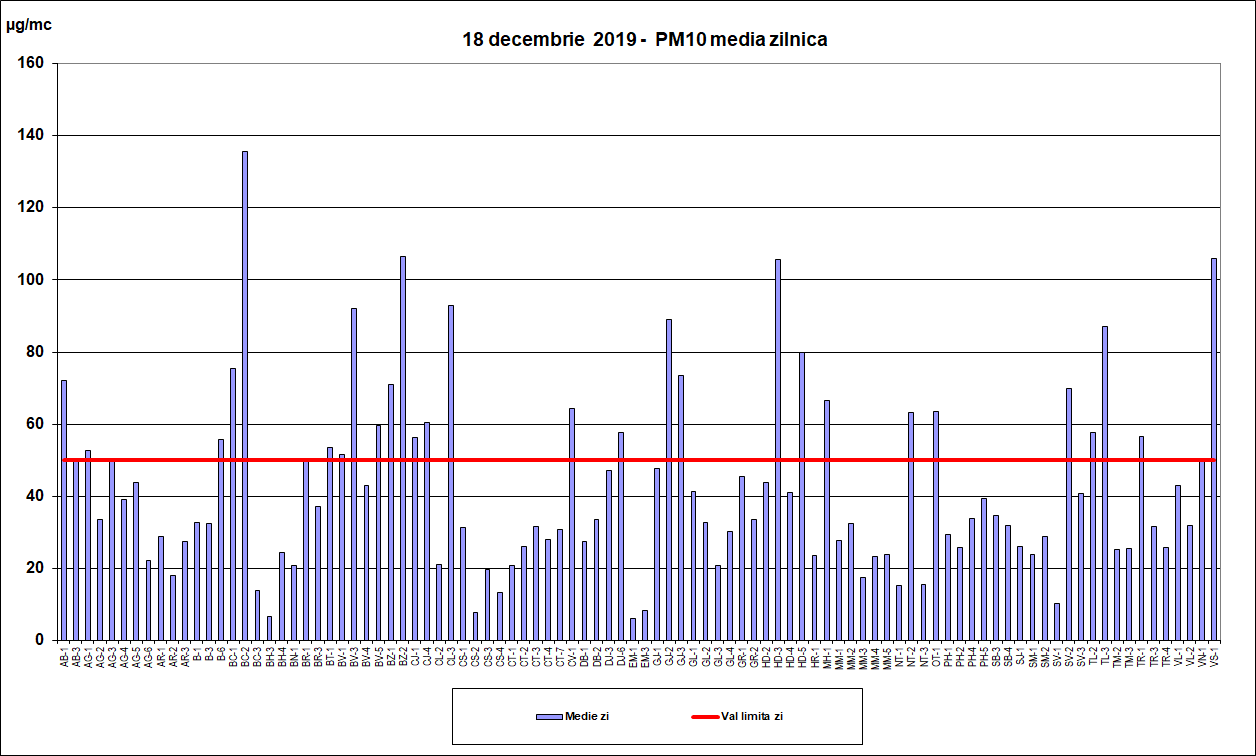 µg/mc
18 decembrie 2019 - PM10 media zilnica
160
140
120
100
80
60
40
20
0
AB-1 AB-3 AG-1 AG-2 AG-3 AG-4 AG-5 AG-6 AR-1 AR-2 AR-3 B-1 B-3 B-6 BC-1 BC-2 BC-3 BH-3 BH-4 BN-1 BR-1 BR-3 BT-1 BV-1 BV-3 BV-4 BV-5 BZ-1 BZ-2 CJ-1 CJ-4 CL-2 CL-3 CS-1 CS-2 CS-3 CS-4 CT-1 CT-2 CT-3 CT-4 CT-7 CV-1 DB-1 DB-2 DJ-3 DJ-6 EM-1 EM-3 GJ-1 GJ-2 GJ-3 GL-1 GL-2 GL-3 GL-4 GR-1 GR-2 HD-2 HD-3 HD-4 HD-5 HR-1 MH-1 MM-1 MM-2 MM-3 MM-4 MM-5 NT-1 NT-2 NT-3 OT-1 PH-1 PH-2 PH-4 PH-5 SB-3 SB-4 SJ-1 SM-1 SM-2 SV-1 SV-2 SV-3 TL-2 TL-3 TM-2 TM-3 TR-1 TR-3 TR-4 VL-1 VL-2 VN-1 VS-1
Medie zi
Val limita zi